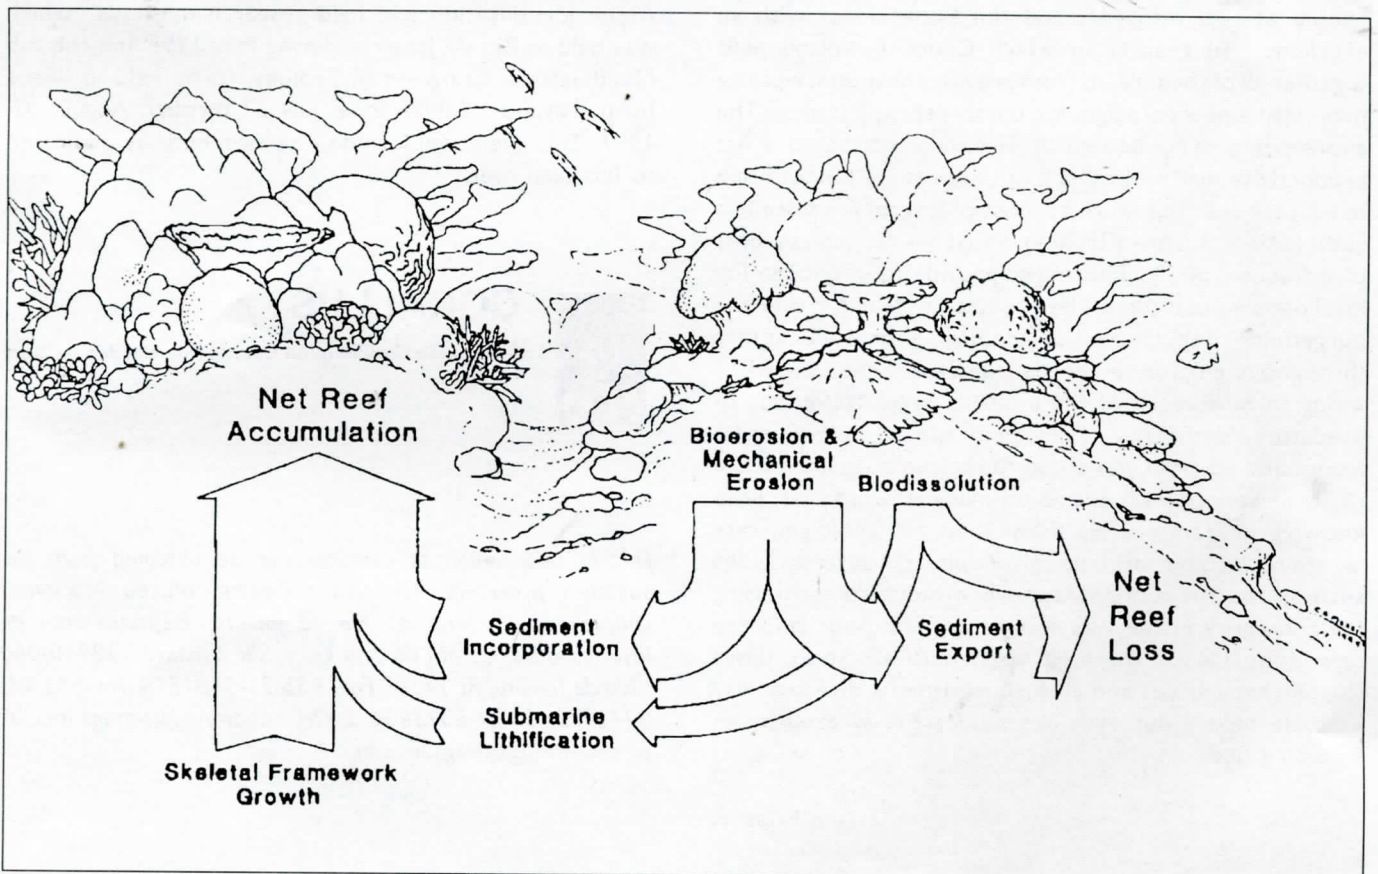 Net Reef
Accumulation
Bioerosion &
Mechanical
Erosion
Biodissolution
Net
Reef
Loss
Sediment
Incorporation
Sediment
Export
Submarine
Lithification
Skeletal Framework
Growth